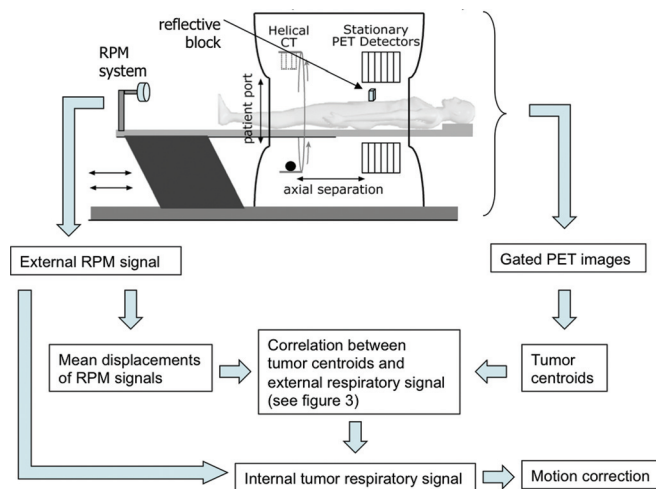 reflective
block
Helical
CT
Stationary
PET Detectors
RPM
system
patient port
axial separation
External RPM signal
Gated PET images
Mean displacements
of RPM signals
Correlation between
tumor centroids and
external respiratory signal
(see figure 3)
Tumor
centroids
Internal tumor respiratory signal
Motion correction